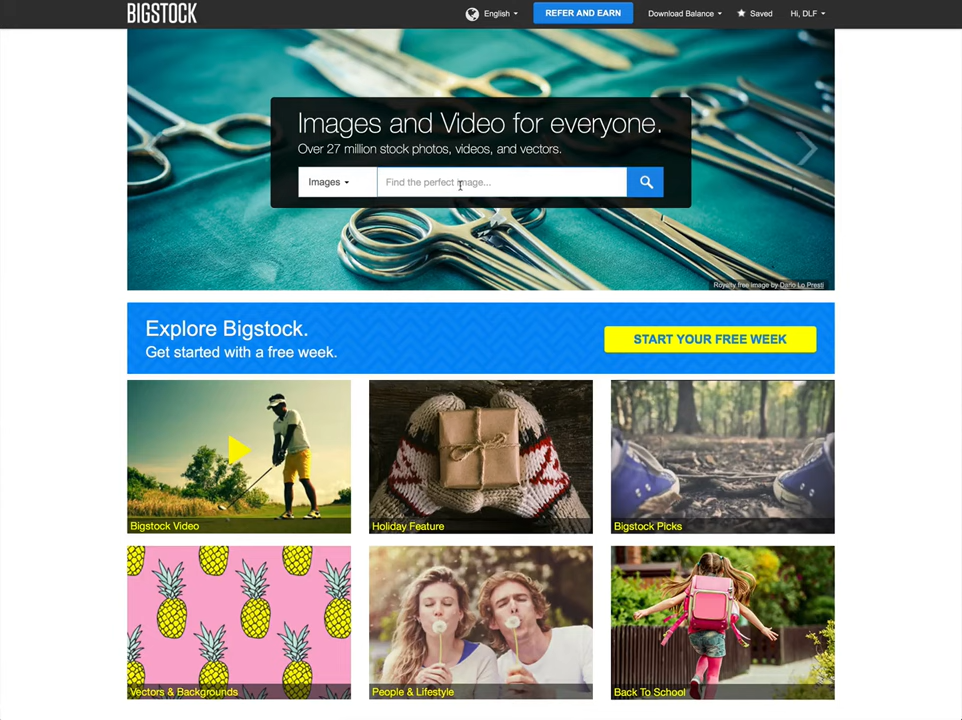 BIGSTOCK
English
REFER AND EARN
Download Balance
Saved
Hi, DLF
Images and Video for everyone.
Over 27 million stock photos, videos, and vectors.
Images
Find the perfect image...
Royalty free image by Dario Lo Presti
Explore Bigstock.
Get started with a free week.
START YOUR FREE WEEK
Bigstock Video
Holiday Feature
Bigstock Picks
Vectors & Backgrounds
People & Lifestyle
Back To School